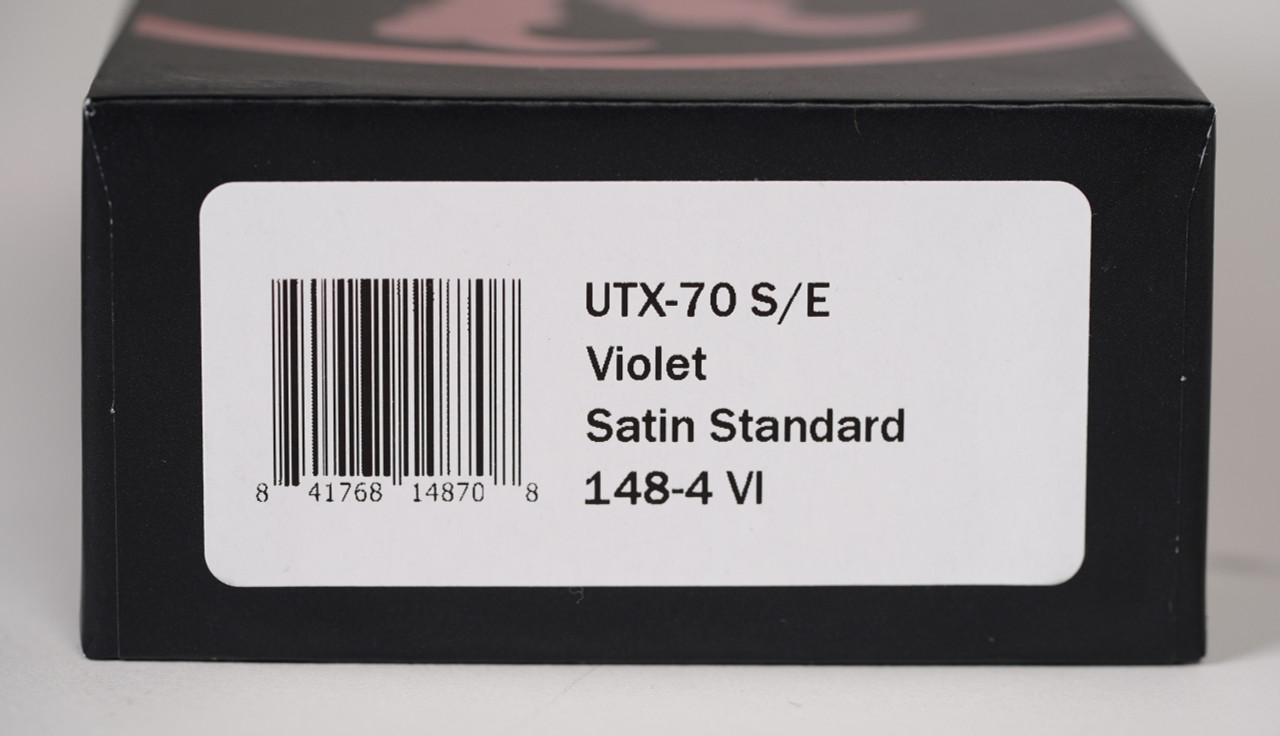 UTX-70 S/E
Violet
Satin Standard
148-4 VI
8 41768 14870 8